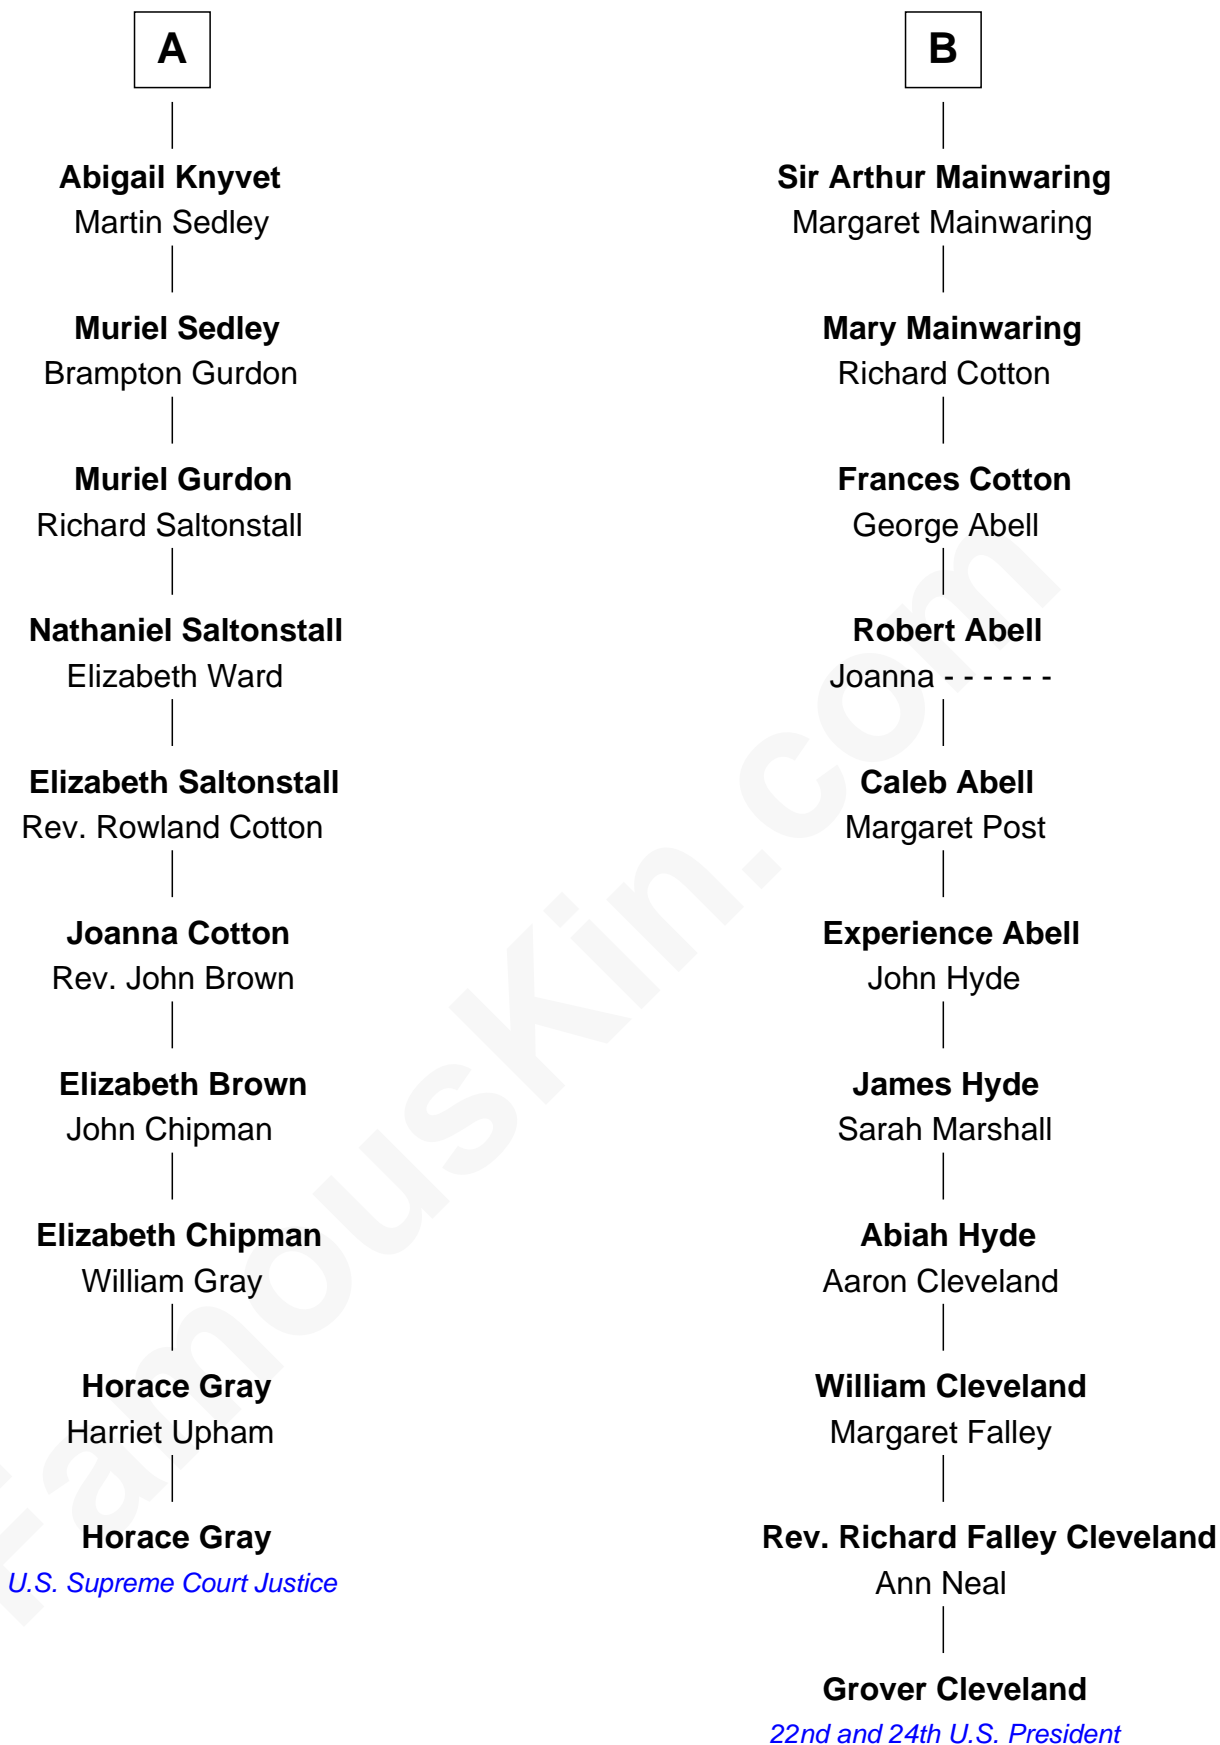 A
Abigail Knyvet
Martin Sedley
Muriel Sedley
Brampton Gurdon
Muriel Gurdon
Richard Saltonstall
Nathaniel Saltonstall
Elizabeth Ward
Elizabeth Saltonstall
Rev. Rowland Cotton
Joanna Cotton
Rev. John Brown
Elizabeth Brown
John Chipman
Elizabeth Chipman
William Gray
Horace Gray
Harriet Upham
Horace Gray
U.S. Supreme Court Justice
B
Sir Arthur Mainwaring
Margaret Mainwaring
Mary Mainwaring
Richard Cotton
Frances Cotton
George Abell
Robert Abell
Joanna - - - - - -
Caleb Abell
Margaret Post
Experience Abell
John Hyde
James Hyde
Sarah Marshall
Abiah Hyde
Aaron Cleveland
William Cleveland
Margaret Falley
Rev. Richard Falley Cleveland
Ann Neal
Grover Cleveland
22nd and 24th U.S. President
FamousKin.com